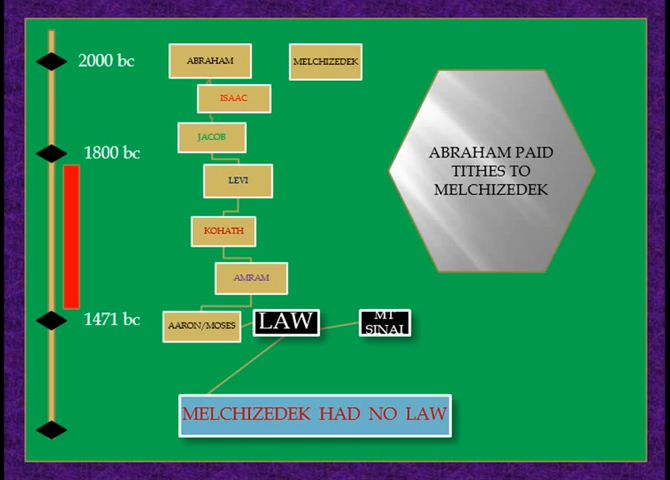 2000 bc
ABRAHAM
MELCHIZEDEK
ISAAC
JACOB
1800 bc
LEVI
ABRAHAM PAID
TITHES TO
MELCHIZEDEK
KOHATH
AMRAM
1471 bc
AARON/MOSES
LAW
MT
SINAI
MELCHIZEDEK HAD NO LAW